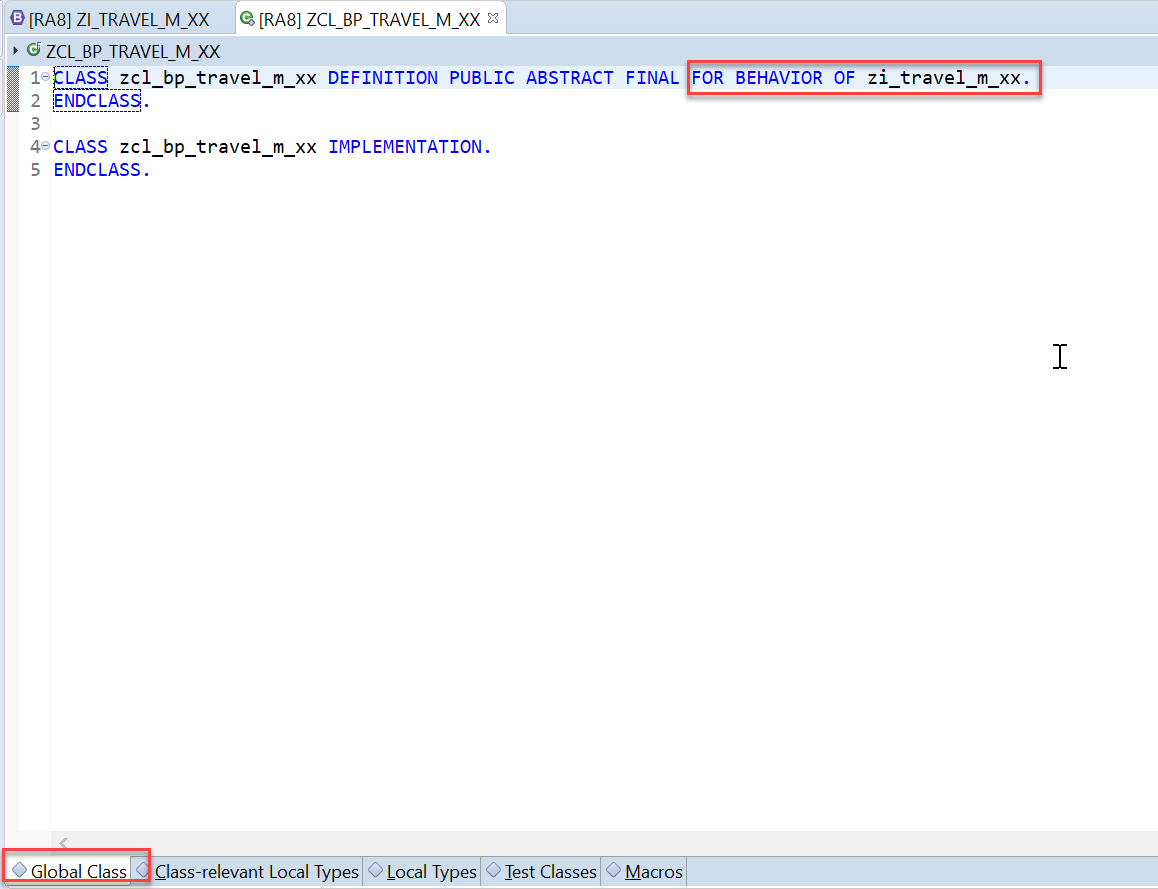 [RA8] ZI_TRAVEL_M_XX [RA8] ZCL_BP_TRAVEL_M_XX
ZCL_BP_TRAVEL_M_XX
1 CLASS zcl_bp_travel_m_xx DEFINITION PUBLIC ABSTRACT FINAL FOR BEHAVIOR OF zi_travel_m_xx.
2 ENDCLASS.
3
4 CLASS zcl_bp_travel_m_xx IMPLEMENTATION.
5 ENDCLASS.
Global Class Class-relevant Local Types Local Types Test Classes Macros